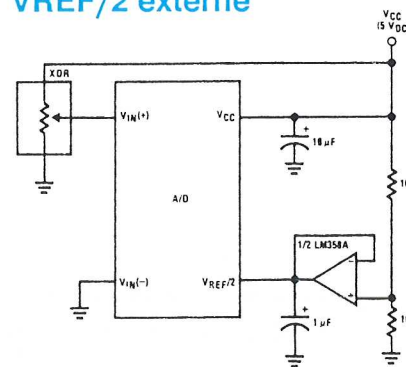 VREF/2 externe
VCC
(5 VDC)
XDR
VIN(+)
VCC
+
10 µF
A/D
1/2 LM358A
-
+
VIN(-)
VREF/2
+
1 µF